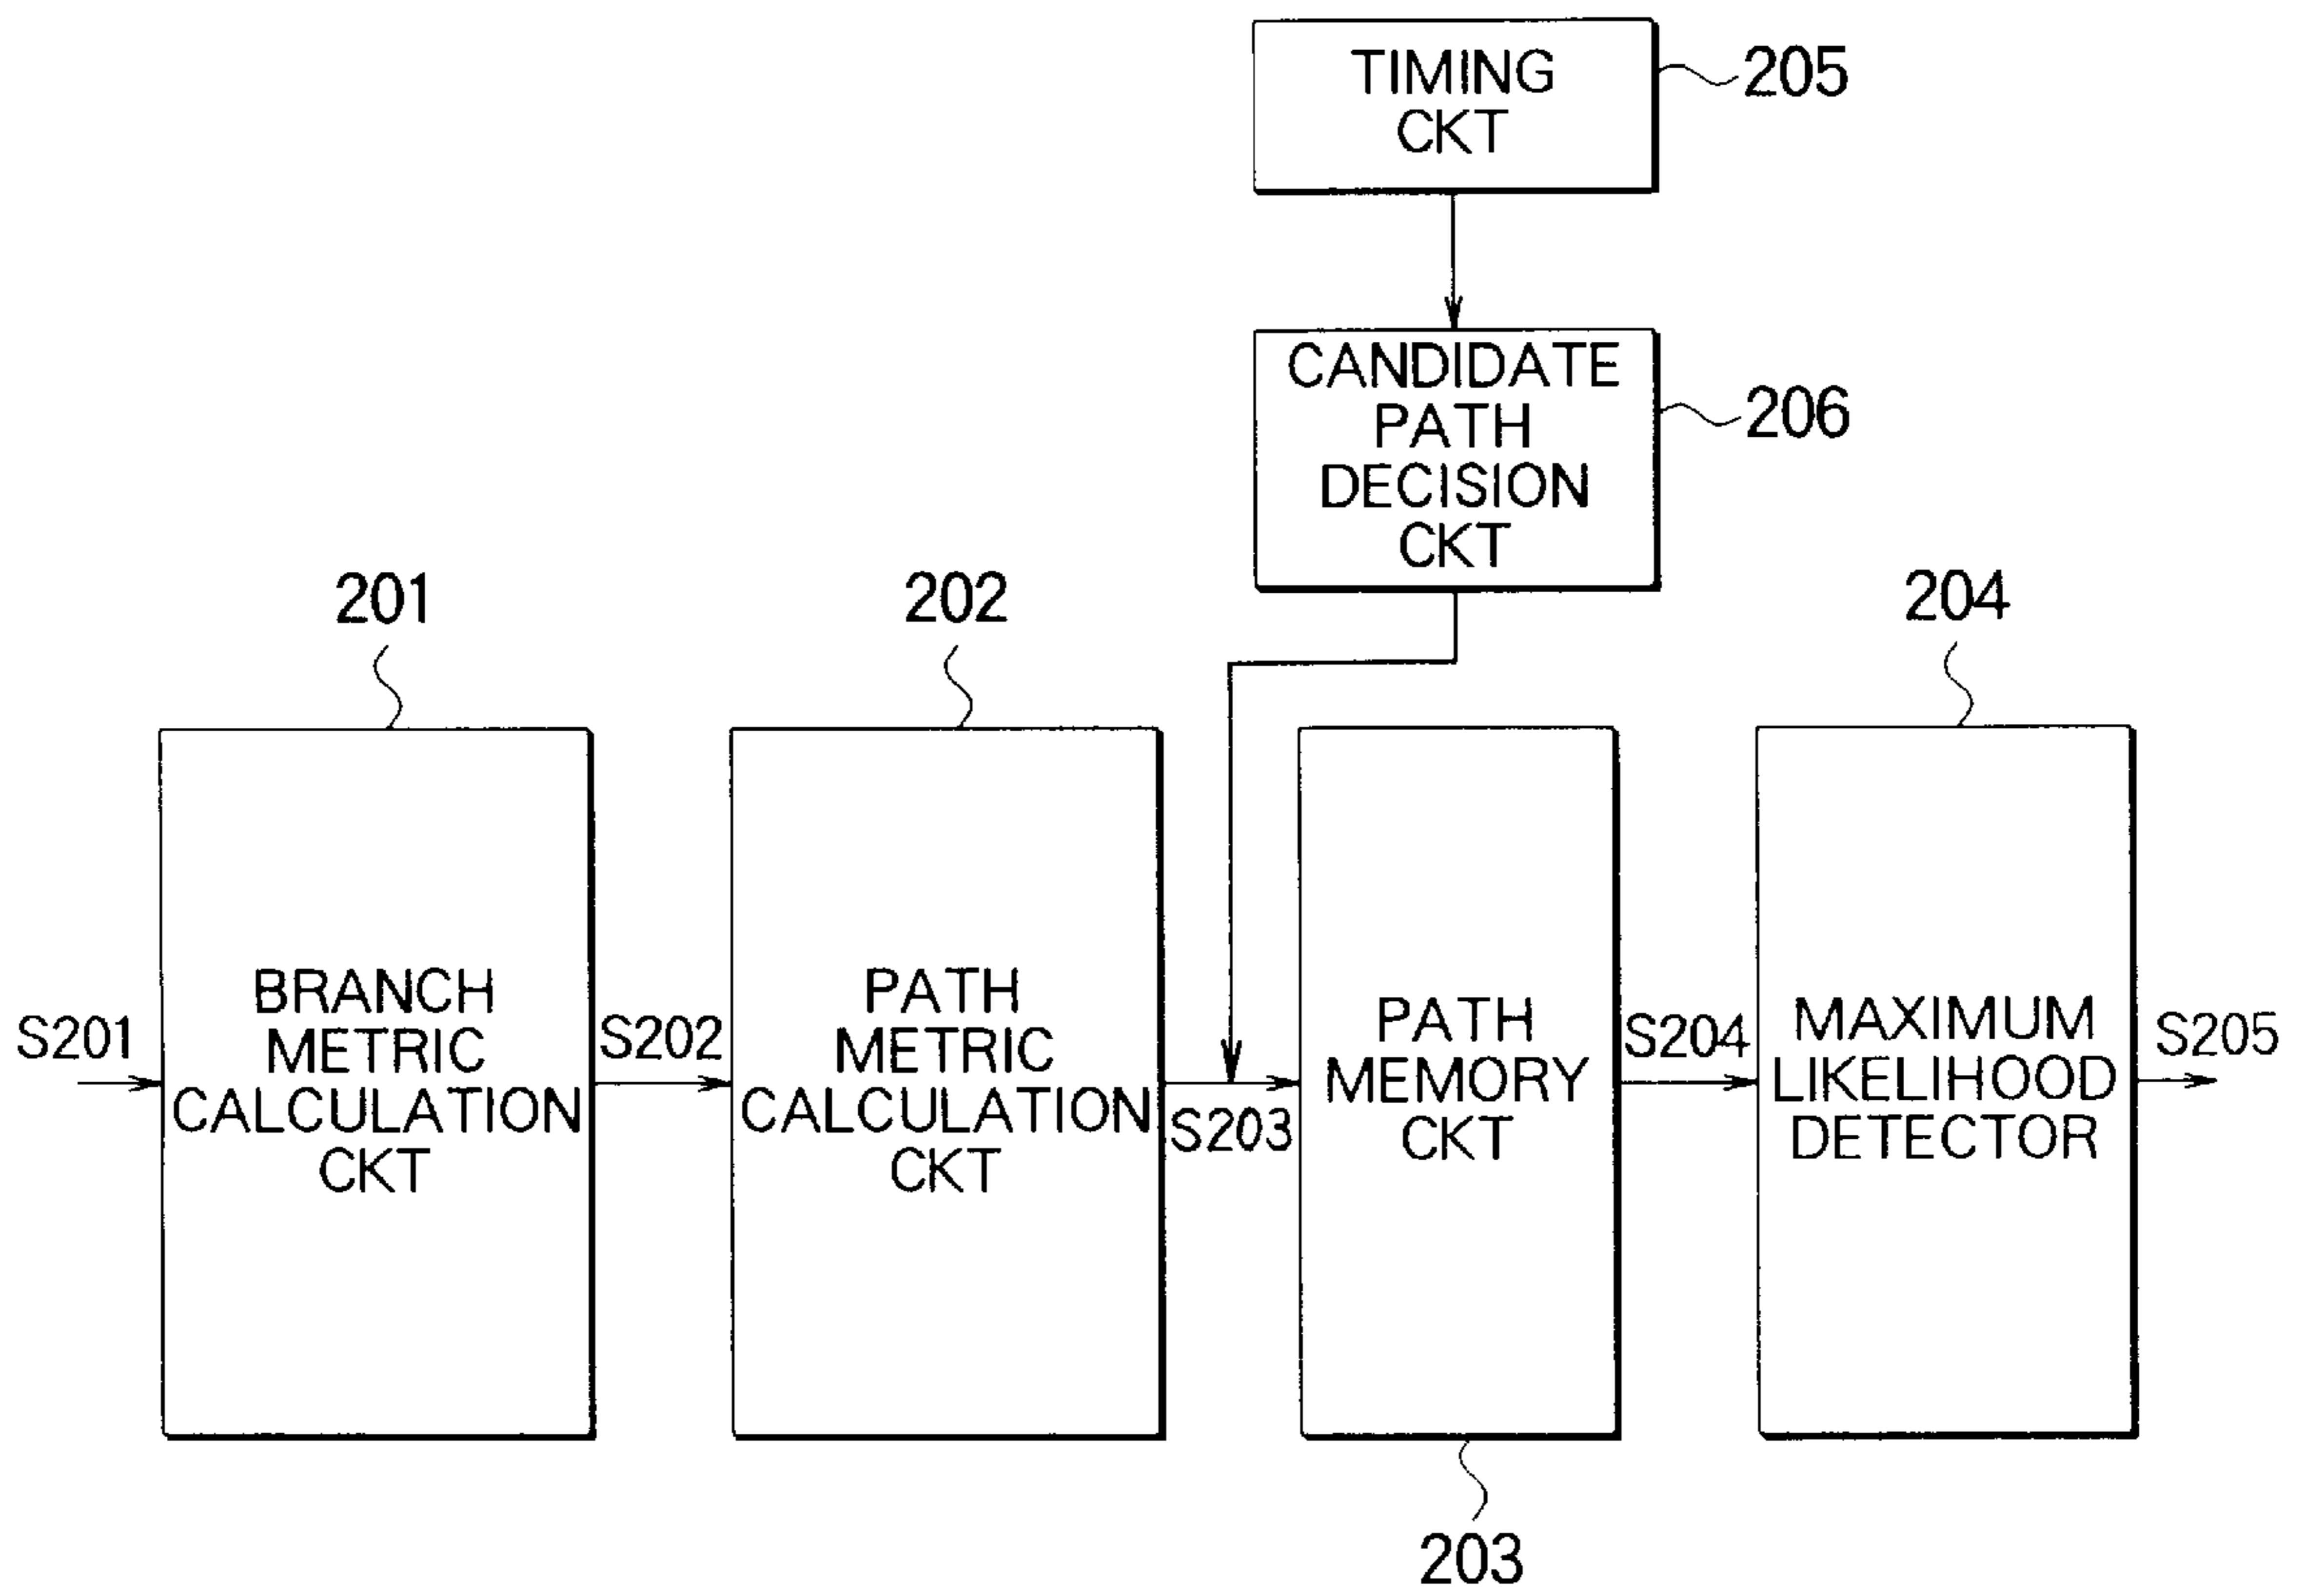 TIMING
CKT
205
CANDIDATE
PATH
DECISION
CKT
206
201
202
204
S201
BRANCH
METRIC
CALCULATION
CKT
S202
PATH
METRIC
CALCULATION
CKT
S203
PATH
MEMORY
CKT
S204
MAXIMUM
LIKELIHOOD
DETECTOR
S205
203